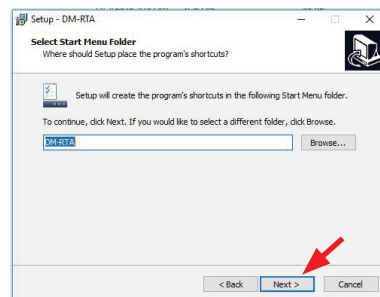 Setup - DM-RTA
Select Start Menu Folder
Where should Setup place the program's shortcuts?
Setup will create the program's shortcuts in the following Start Menu folder.
To continue, click Next. If you would like to select a different folder, click Browse.
DM-RTA
Browse...
< Back
Next >
Cancel